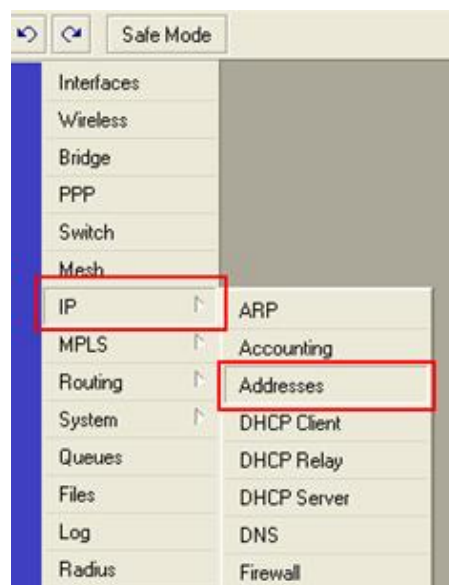 Safe Mode
Interfaces
Wireless
Bridge
PPP
Switch
Mesh
IP
MPLS
Routing
System
Queues
Files
Log
Radius
ARP
Accounting
Addresses
DHCP Client
DHCP Relay
DHCP Server
DNS
Firewall